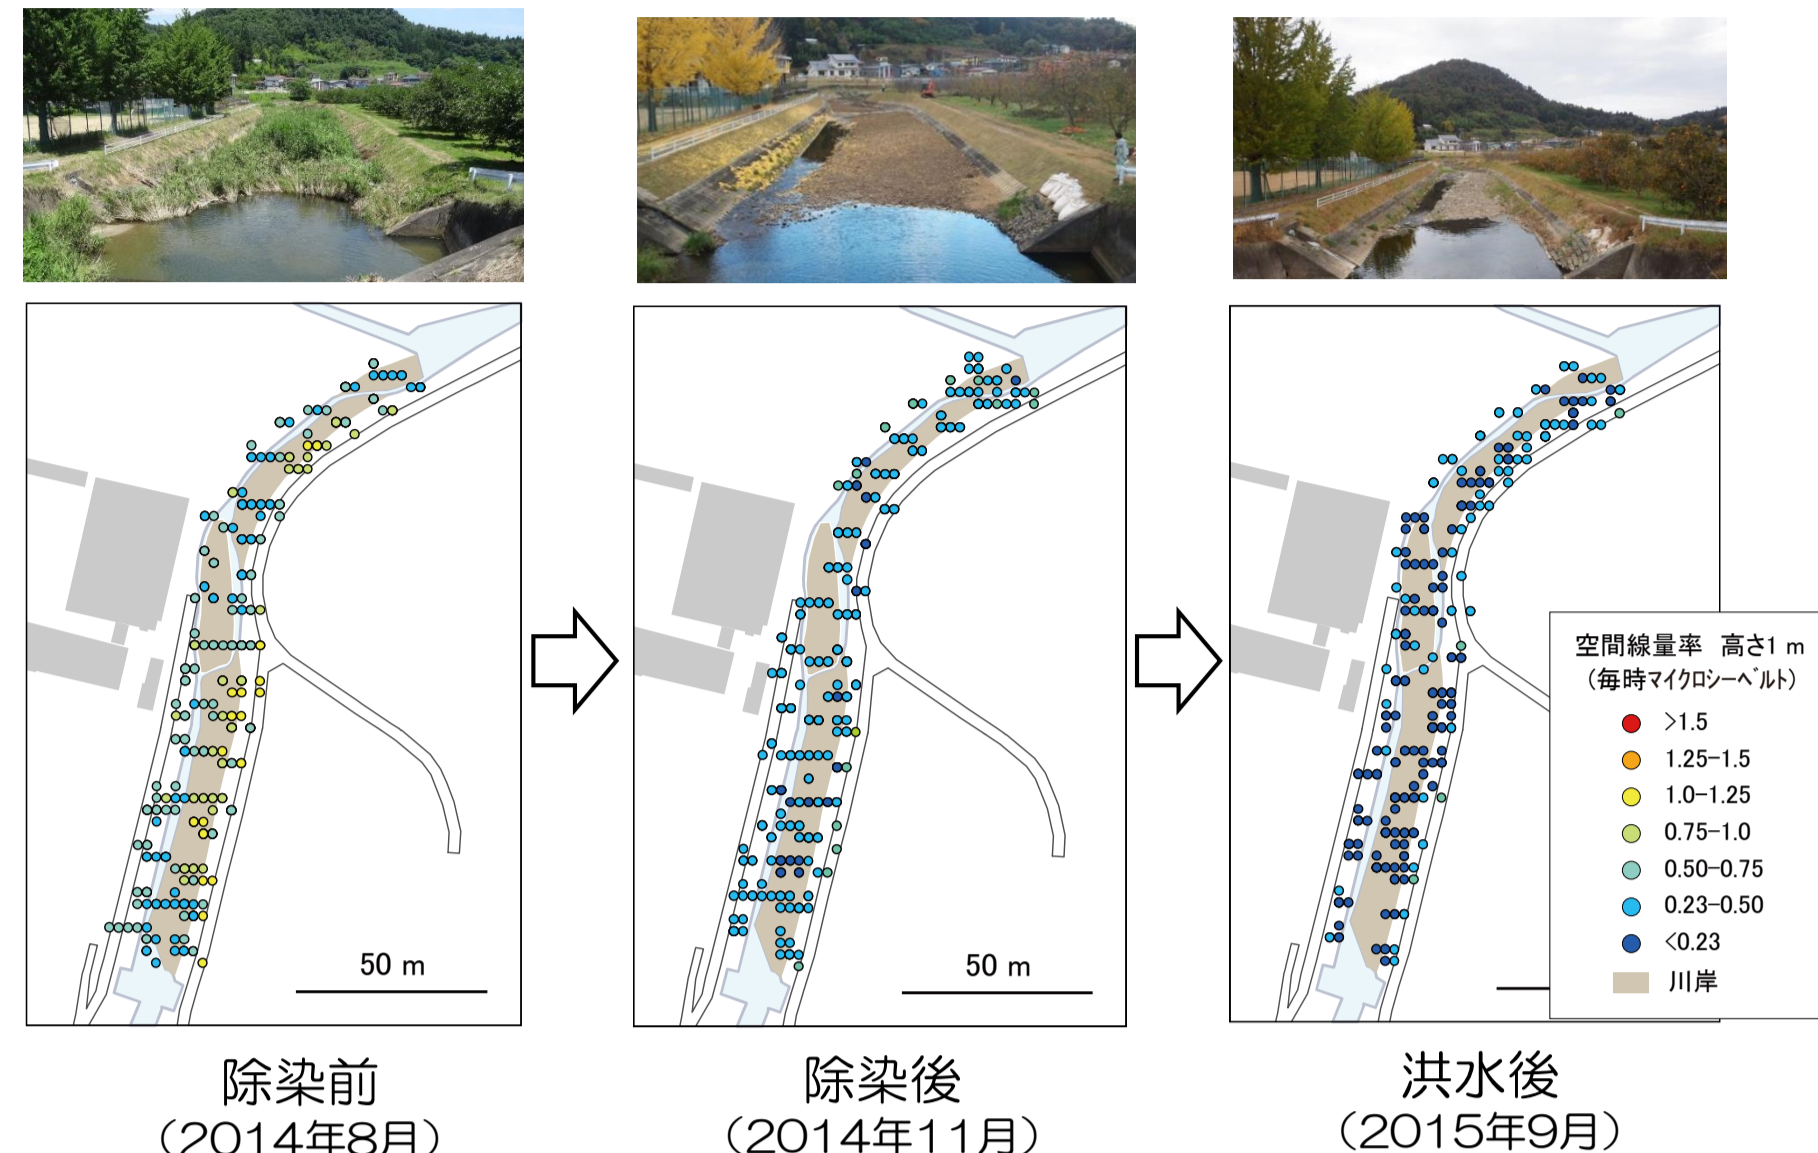 50 m
50 m
空間線量率 高さ1 m
(毎時マイクロシーベルト)
>1.5
1.25-1.5
1.0-1.25
0.75-1.0
0.50-0.75
0.23-0.50
<0.23
川岸
除染前
(2014年8月)
除染後
(2014年11月)
洪水後
(2015年9月)